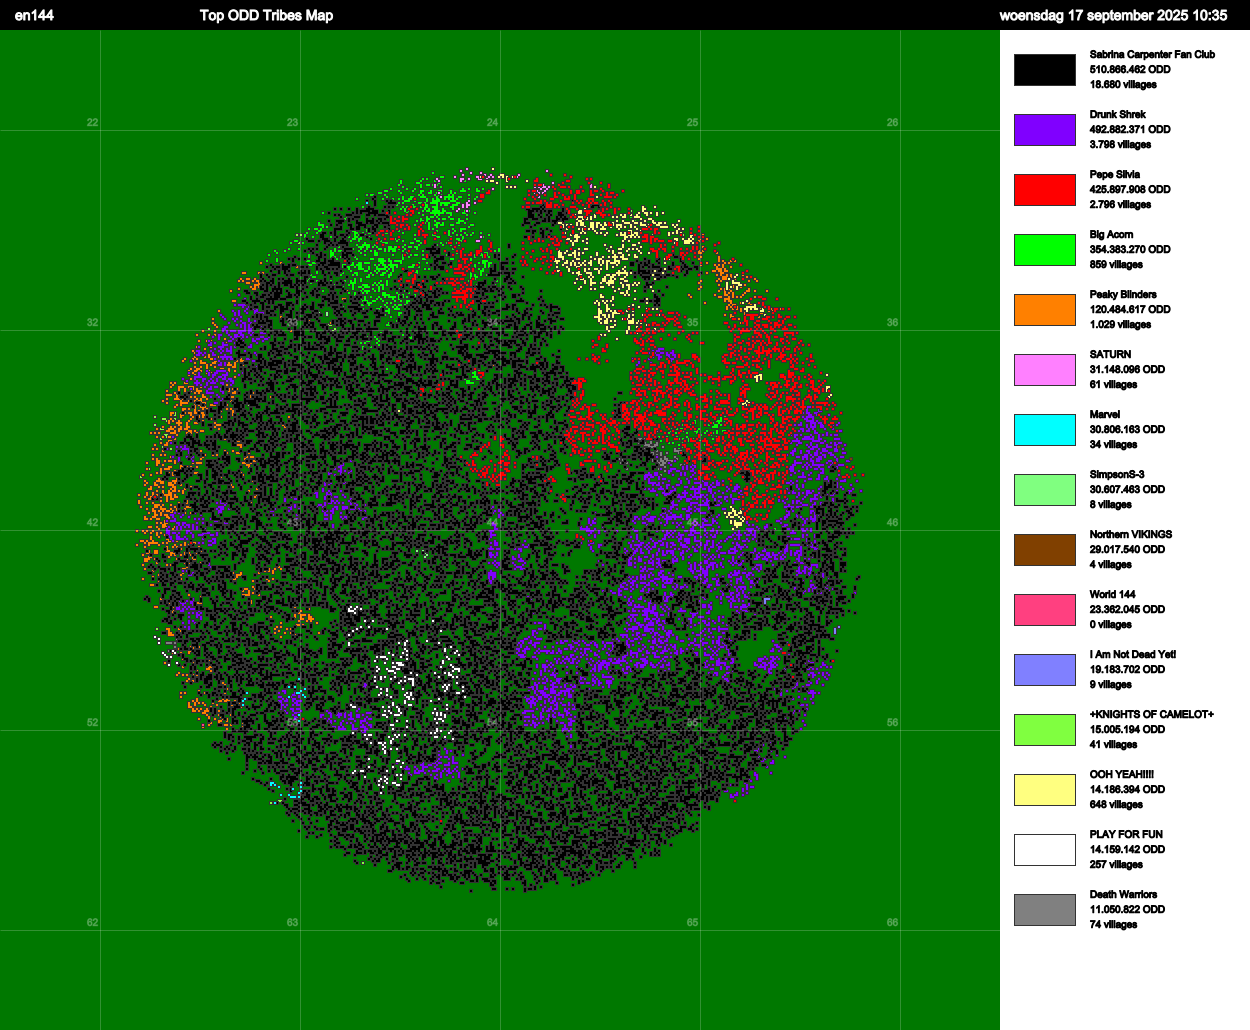 en144
Top ODD Tribes Map
woensdag 17 september 2025 10:35
Sabrina Carpenter Fan Club
510.866.462 ODD
18.680 villages
Drunk Shrek
492.882.371 ODD
3.798 villages
Pepe Silvia
425.897.908 ODD
2.796 villages
Big Acorn
354.383.270 ODD
859 villages
Peaky Blinders
120.484.617 ODD
1.029 villages
SATURN
31.148.096 ODD
61 villages
Marvel
30.806.163 ODD
34 villages
SimpsonS-3
30.607.463 ODD
8 villages
Northern VIKINGS
29.017.540 ODD
4 villages
World 144
23.362.045 ODD
0 villages
I Am Not Dead Yet!
19.183.702 ODD
9 villages
+KNIGHTS OF CAMELOT+
15.005.194 ODD
41 villages
OOH YEAH!!!!
14.186.394 ODD
648 villages
PLAY FOR FUN
14.159.142 ODD
257 villages
Death Warriors
11.050.822 ODD
74 villages
22 23 24 25 26
32 33 34 35 36
42 43 44 45 46
52 53 54 55 56
62 63 64 65 66